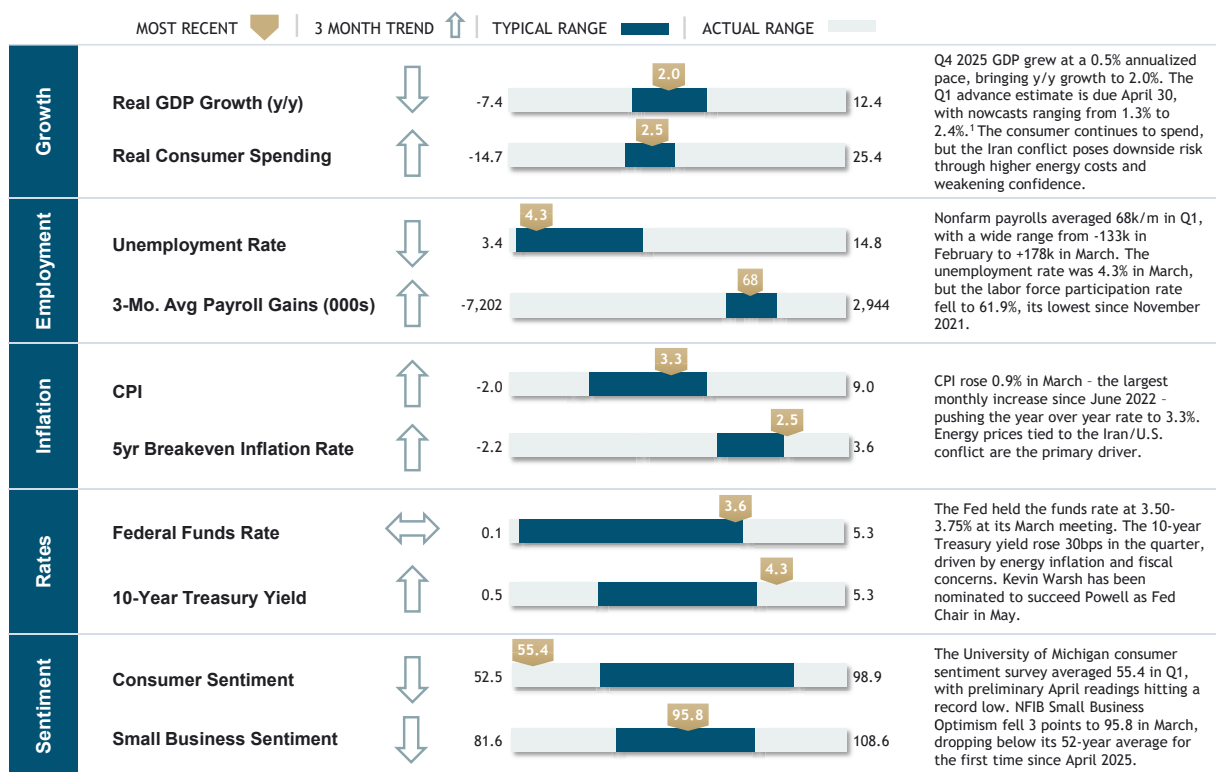 MOST RECENT
3 MONTH TREND
TYPICAL RANGE
ACTUAL RANGE
Growth
Real GDP Growth (y/y)
-7.4
2.0
12.4
Real Consumer Spending
-14.7
2.5
25.4
Q4 2025 GDP grew at a 0.5% annualized
pace, bringing y/y growth to 2.0%. The
Q1 advance estimate is due April 30,
with nowcasts ranging from 1.3% to
2.4%.¹ The consumer continues to spend,
but the Iran conflict poses downside risk
through higher energy costs and
weakening confidence.
Employment
Unemployment Rate
3.4
4.3
14.8
3-Mo. Avg Payroll Gains (000s)
-7,202
68
2,944
Nonfarm payrolls averaged 68k/m in Q1,
with a wide range from -133k in
February to +178k in March. The
unemployment rate was 4.3% in March,
but the labor force participation rate
fell to 61.9%, its lowest since November
2021.
Inflation
CPI
-2.0
3.3
9.0
5yr Breakeven Inflation Rate
-2.2
2.5
3.6
CPI rose 0.9% in March – the largest
monthly increase since June 2022 –
pushing the year over year rate to 3.3%.
Energy prices tied to the Iran/U.S.
conflict are the primary driver.
Rates
Federal Funds Rate
0.1
3.6
5.3
10-Year Treasury Yield
0.5
4.3
5.3
The Fed held the funds rate at 3.50-
3.75% at its March meeting. The 10-year
Treasury yield rose 30bps in the quarter,
driven by energy inflation and fiscal
concerns. Kevin Warsh has been
nominated to succeed Powell as Fed
Chair in May.
Sentiment
Consumer Sentiment
52.5
55.4
98.9
Small Business Sentiment
81.6
95.8
108.6
The University of Michigan consumer
sentiment survey averaged 55.4 in Q1,
with preliminary April readings hitting a
record low. NFIB Small Business
Optimism fell 3 points to 95.8 in March,
dropping below its 52-year average for
the first time since April 2025.